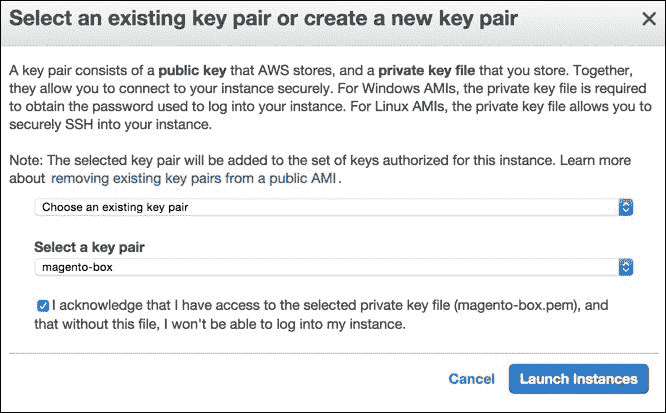 Select an existing key pair or create a new key pair
A key pair consists of a public key that AWS stores, and a private key file that you store. Together,
they allow you to connect to your instance securely. For Windows AMIs, the private key file is required
to obtain the password used to log into your instance. For Linux AMIs, the private key file allows you to
securely SSH into your instance.
Note: The selected key pair will be added to the set of keys authorized for this instance. Learn more
about removing existing key pairs from a public AMI.
Choose an existing key pair
Select a key pair
magento-box
I acknowledge that I have access to the selected private key file (magento-box.pem), and
that without this file, I won't be able to log into my instance.
Cancel Launch Instances